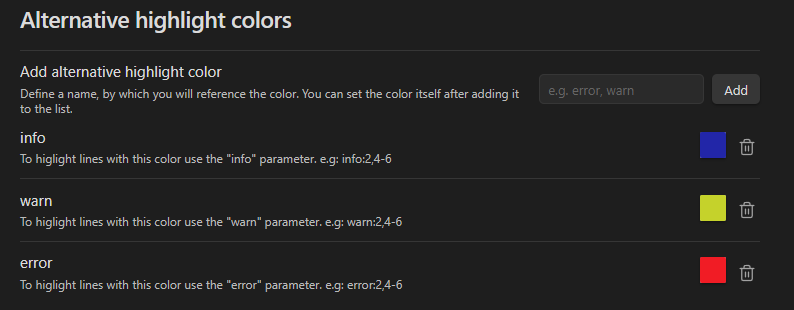 Alternative highlight colors
Add alternative highlight color
Define a name, by which you will reference the color. You can set the color itself after adding it
to the list.
e.g. error, warn
Add
info
To higlight lines with this color use the "info" parameter. e.g: info:2,4-6
warn
To higlight lines with this color use the "warn" parameter. e.g: warn:2,4-6
error
To higlight lines with this color use the "error" parameter. e.g: error:2,4-6